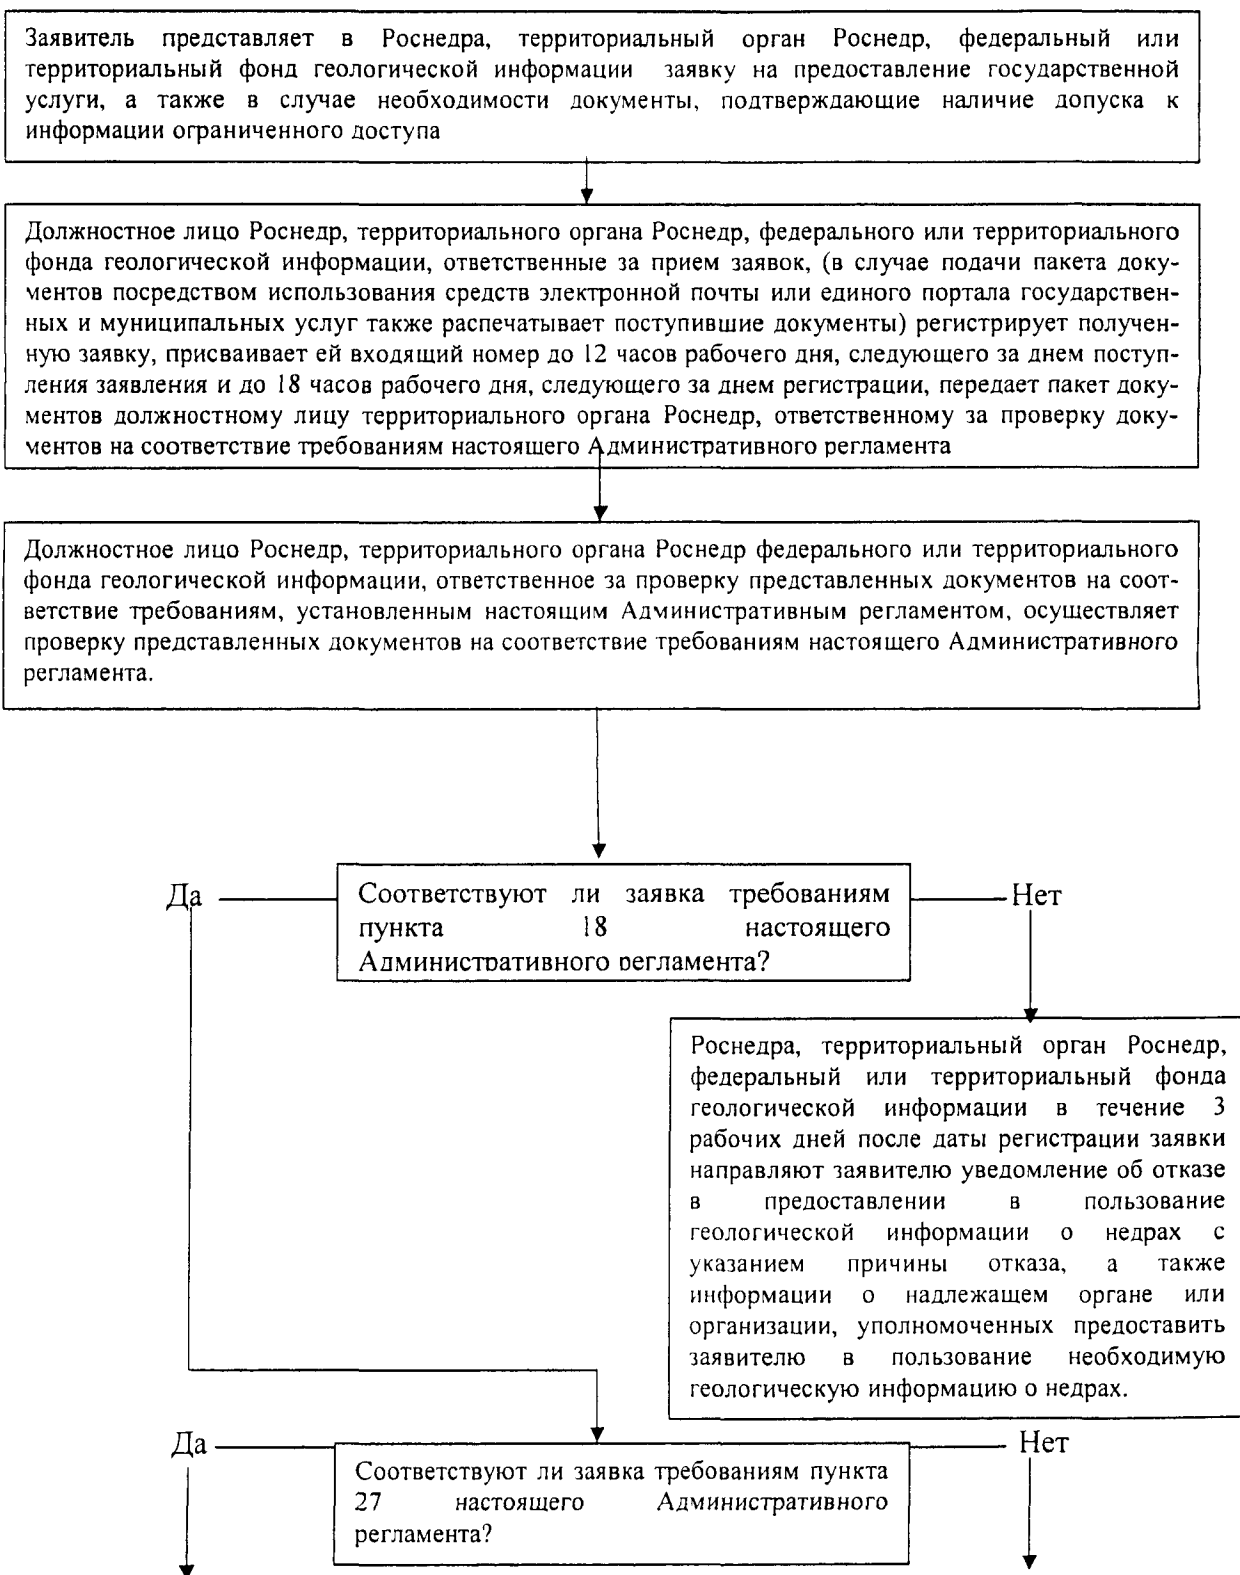 Заявитель представляет в Роснедра, территориальный орган Роснедр, федеральный или
территориальный фонд геологической информации заявку на предоставление государственной
услуги, а также в случае необходимости документы, подтверждающие наличие допуска к
информации ограниченного доступа
Должностное лицо Роснедр, территориального органа Роснедр, федерального или территориального
фонда геологической информации, ответственные за прием заявок, (в случае подачи пакета доку-
ментов посредством использования средств электронной почты или единого портала государствен-
ных и муниципальных услуг также распечатывает поступившие документы) регистрирует получен-
ную заявку, присваивает ей входящий номер до 12 часов рабочего дня, следующего за днем поступ-
ления заявления и до 18 часов рабочего дня, следующего за днем регистрации, передает пакет доку-
ментов должностному лицу территориального органа Роснедр, ответственному за проверку доку-
ментов на соответствие требованиям настоящего Административного регламента
Должностное лицо Роснедр, территориального органа Роснедр федерального или территориального
фонда геологической информации, ответственное за проверку представленных документов на соот-
ветствие требованиям, установленным настоящим Административным регламентом, осуществляет
проверку представленных документов на соответствие требованиям настоящего Административного
регламента.
Да
Соответствуют ли заявка требованиям
пункта 18 настоящего
Административного регламента?
Нет
Роснедра, территориальный орган Роснедр,
федеральный или территориальный фонда
геологической информации в течение 3
рабочих дней после даты регистрации заявки
направляют заявителю уведомление об отказе
в предоставлении в пользование
геологической информации о недрах с
указанием причины отказа, а также
информации о надлежащем органе или
организации, уполномоченных предоставить
заявителю в пользование необходимую
геологическую информацию о недрах.
Да
Соответствуют ли заявка требованиям пункта
27 настоящего Административного
регламента?
Нет